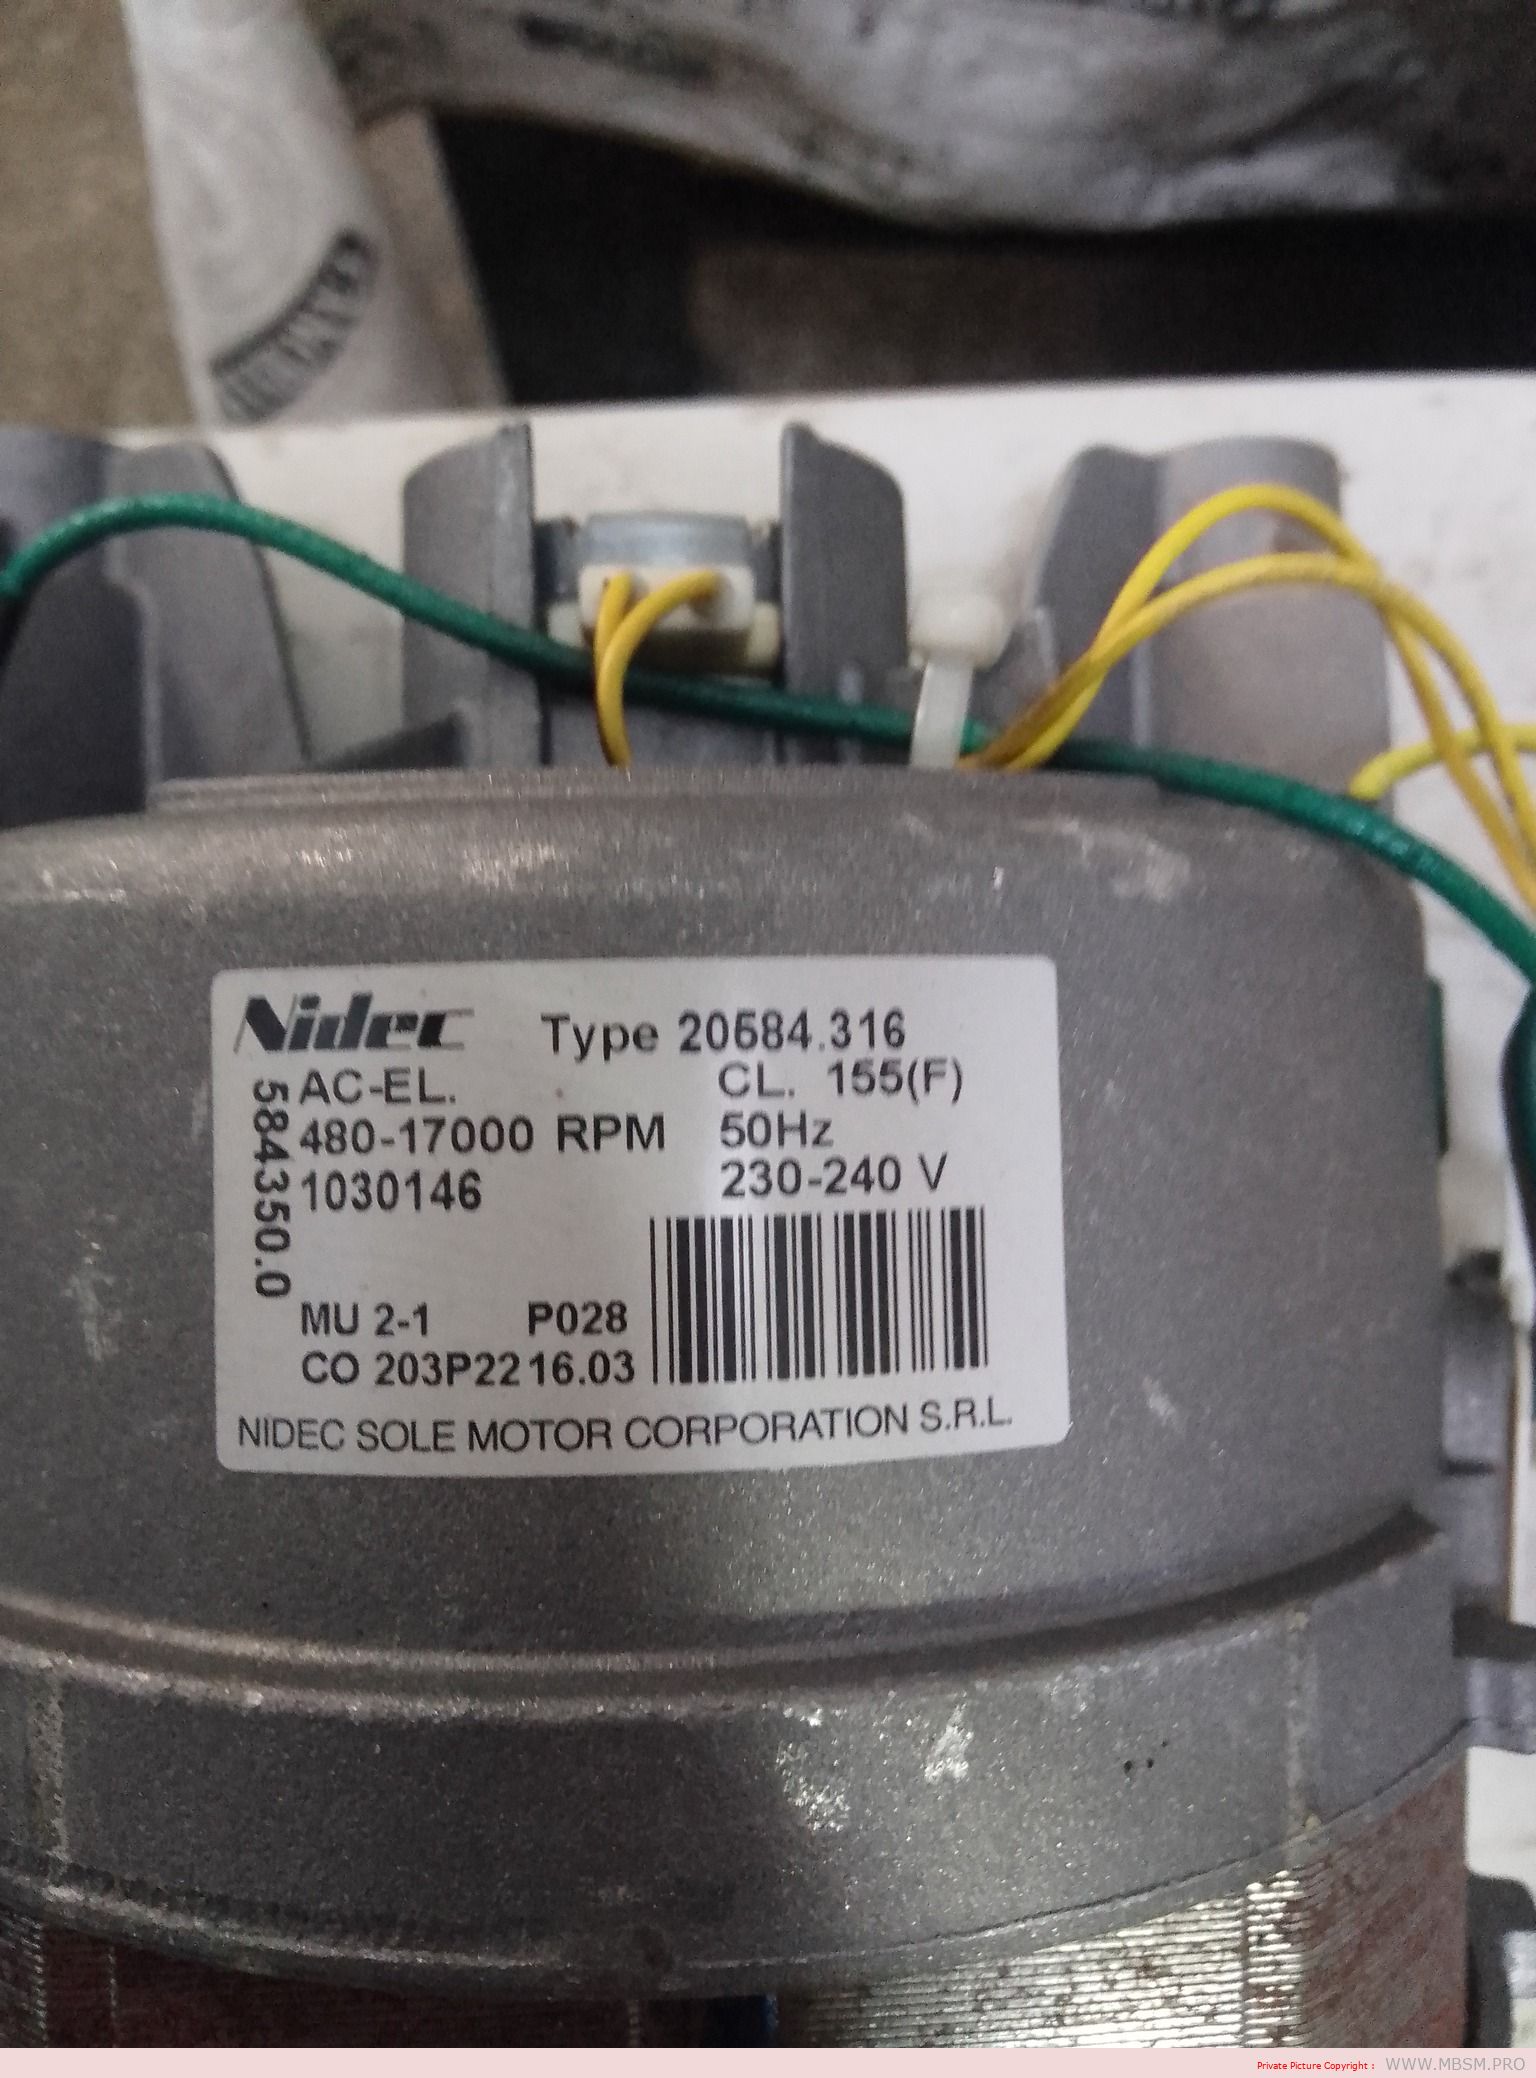 Nidec Type 20584.316
AC-EL. CL. 155(F)
480-17000 RPM 50Hz
1030146 230-240 V
584350.0
MU 2-1 P028
CO 203P2216.03
NIDEC SOLE MOTOR CORPORATION S.R.L.
Private Picture Copyright : WWW.MBSM.PRO